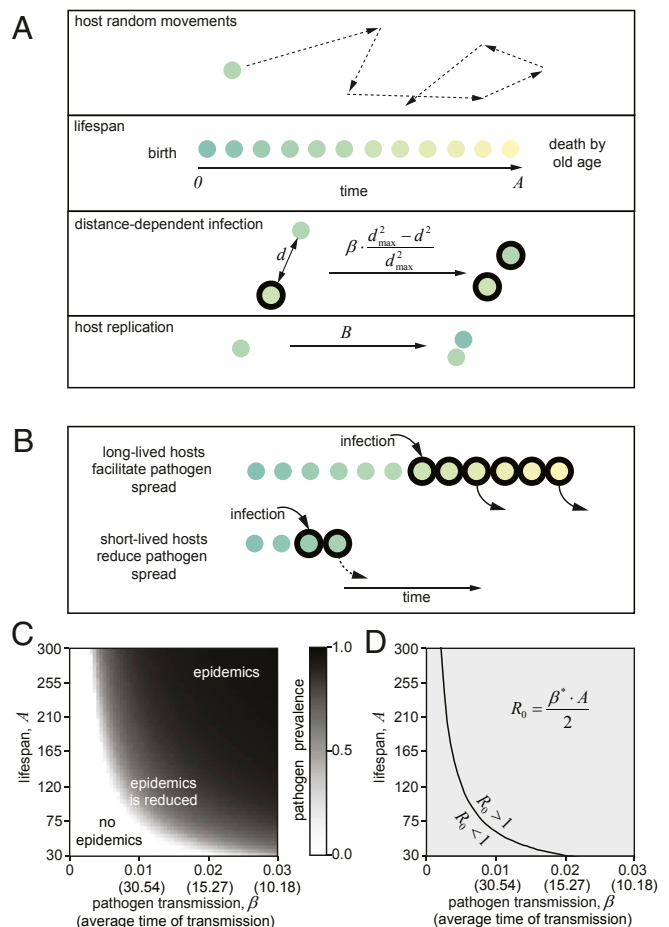 A
host random movements
lifespan
birth
death by
old age
0
A
time
distance-dependent infection
d
β · (d²max − d²) / d²max
host replication
B
B
long-lived hosts
facilitate pathogen
spread
infection
short-lived hosts
reduce pathogen
spread
infection
time
C
300
255
210
165
120
75
30
lifespan, A
epidemics
epidemics
is reduced
no
epidemics
0
0.01
0.02
0.03
(30.54)
(15.27)
(10.18)
pathogen transmission, β
(average time of transmission)
1.0
0.5
0.0
pathogen prevalence
D
300
255
210
165
120
75
30
lifespan, A
R₀ = β* · A / 2
R₀ > 1
R₀ < 1
0
0.01
0.02
0.03
(30.54)
(15.27)
(10.18)
pathogen transmission, β
(average time of transmission)